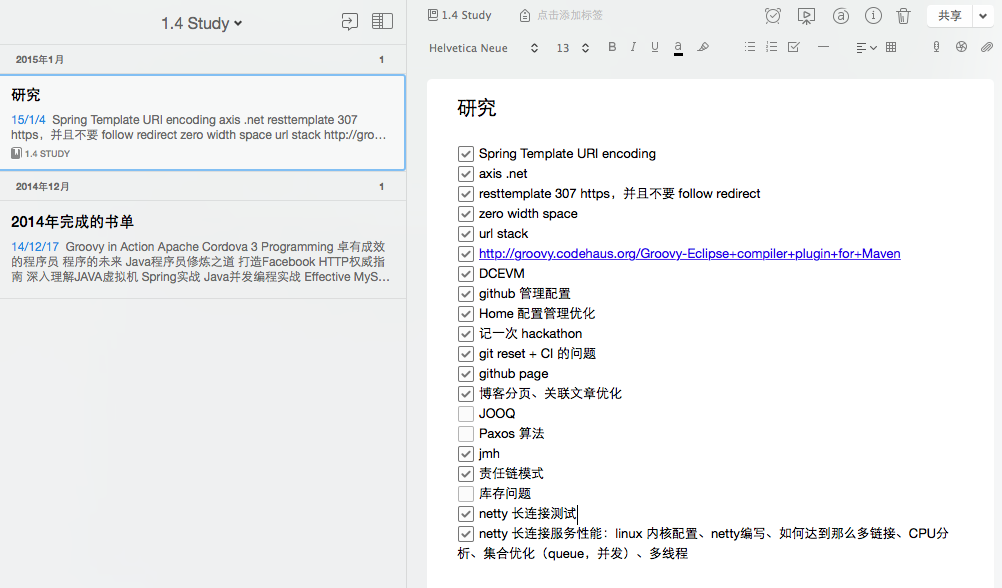 1.4 Study
2015年1月 1
研究
15/1/4 Spring Template URI encoding axis .net resttemplate 307
https，并且不要 follow redirect zero width space url stack http://gro…
1.4 STUDY
2014年12月 1
2014年完成的书单
14/12/17 Groovy in Action Apache Cordova 3 Programming 卓有成效
的程序员 程序的未来 Java程序员修炼之道 打造Facebook HTTP权威指
南 深入理解JAVA虚拟机 Spring实战 Java并发编程实战 Effective MyS…
1.4 Study 点击添加标签 共享
Helvetica Neue 13 B I U a
研究
Spring Template URI encoding
axis .net
resttemplate 307 https，并且不要 follow redirect
zero width space
url stack
http://groovy.codehaus.org/Groovy-Eclipse+compiler+plugin+for+Maven
DCEVM
github 管理配置
Home 配置管理优化
记一次 hackathon
git reset + CI 的问题
github page
博客分页、关联文章优化
JOOQ
Paxos 算法
jmh
责任链模式
库存问题
netty 长连接测试
netty 长连接服务性能：linux 内核配置、netty编写、如何达到那么多链接、CPU分
析、集合优化（queue，并发）、多线程